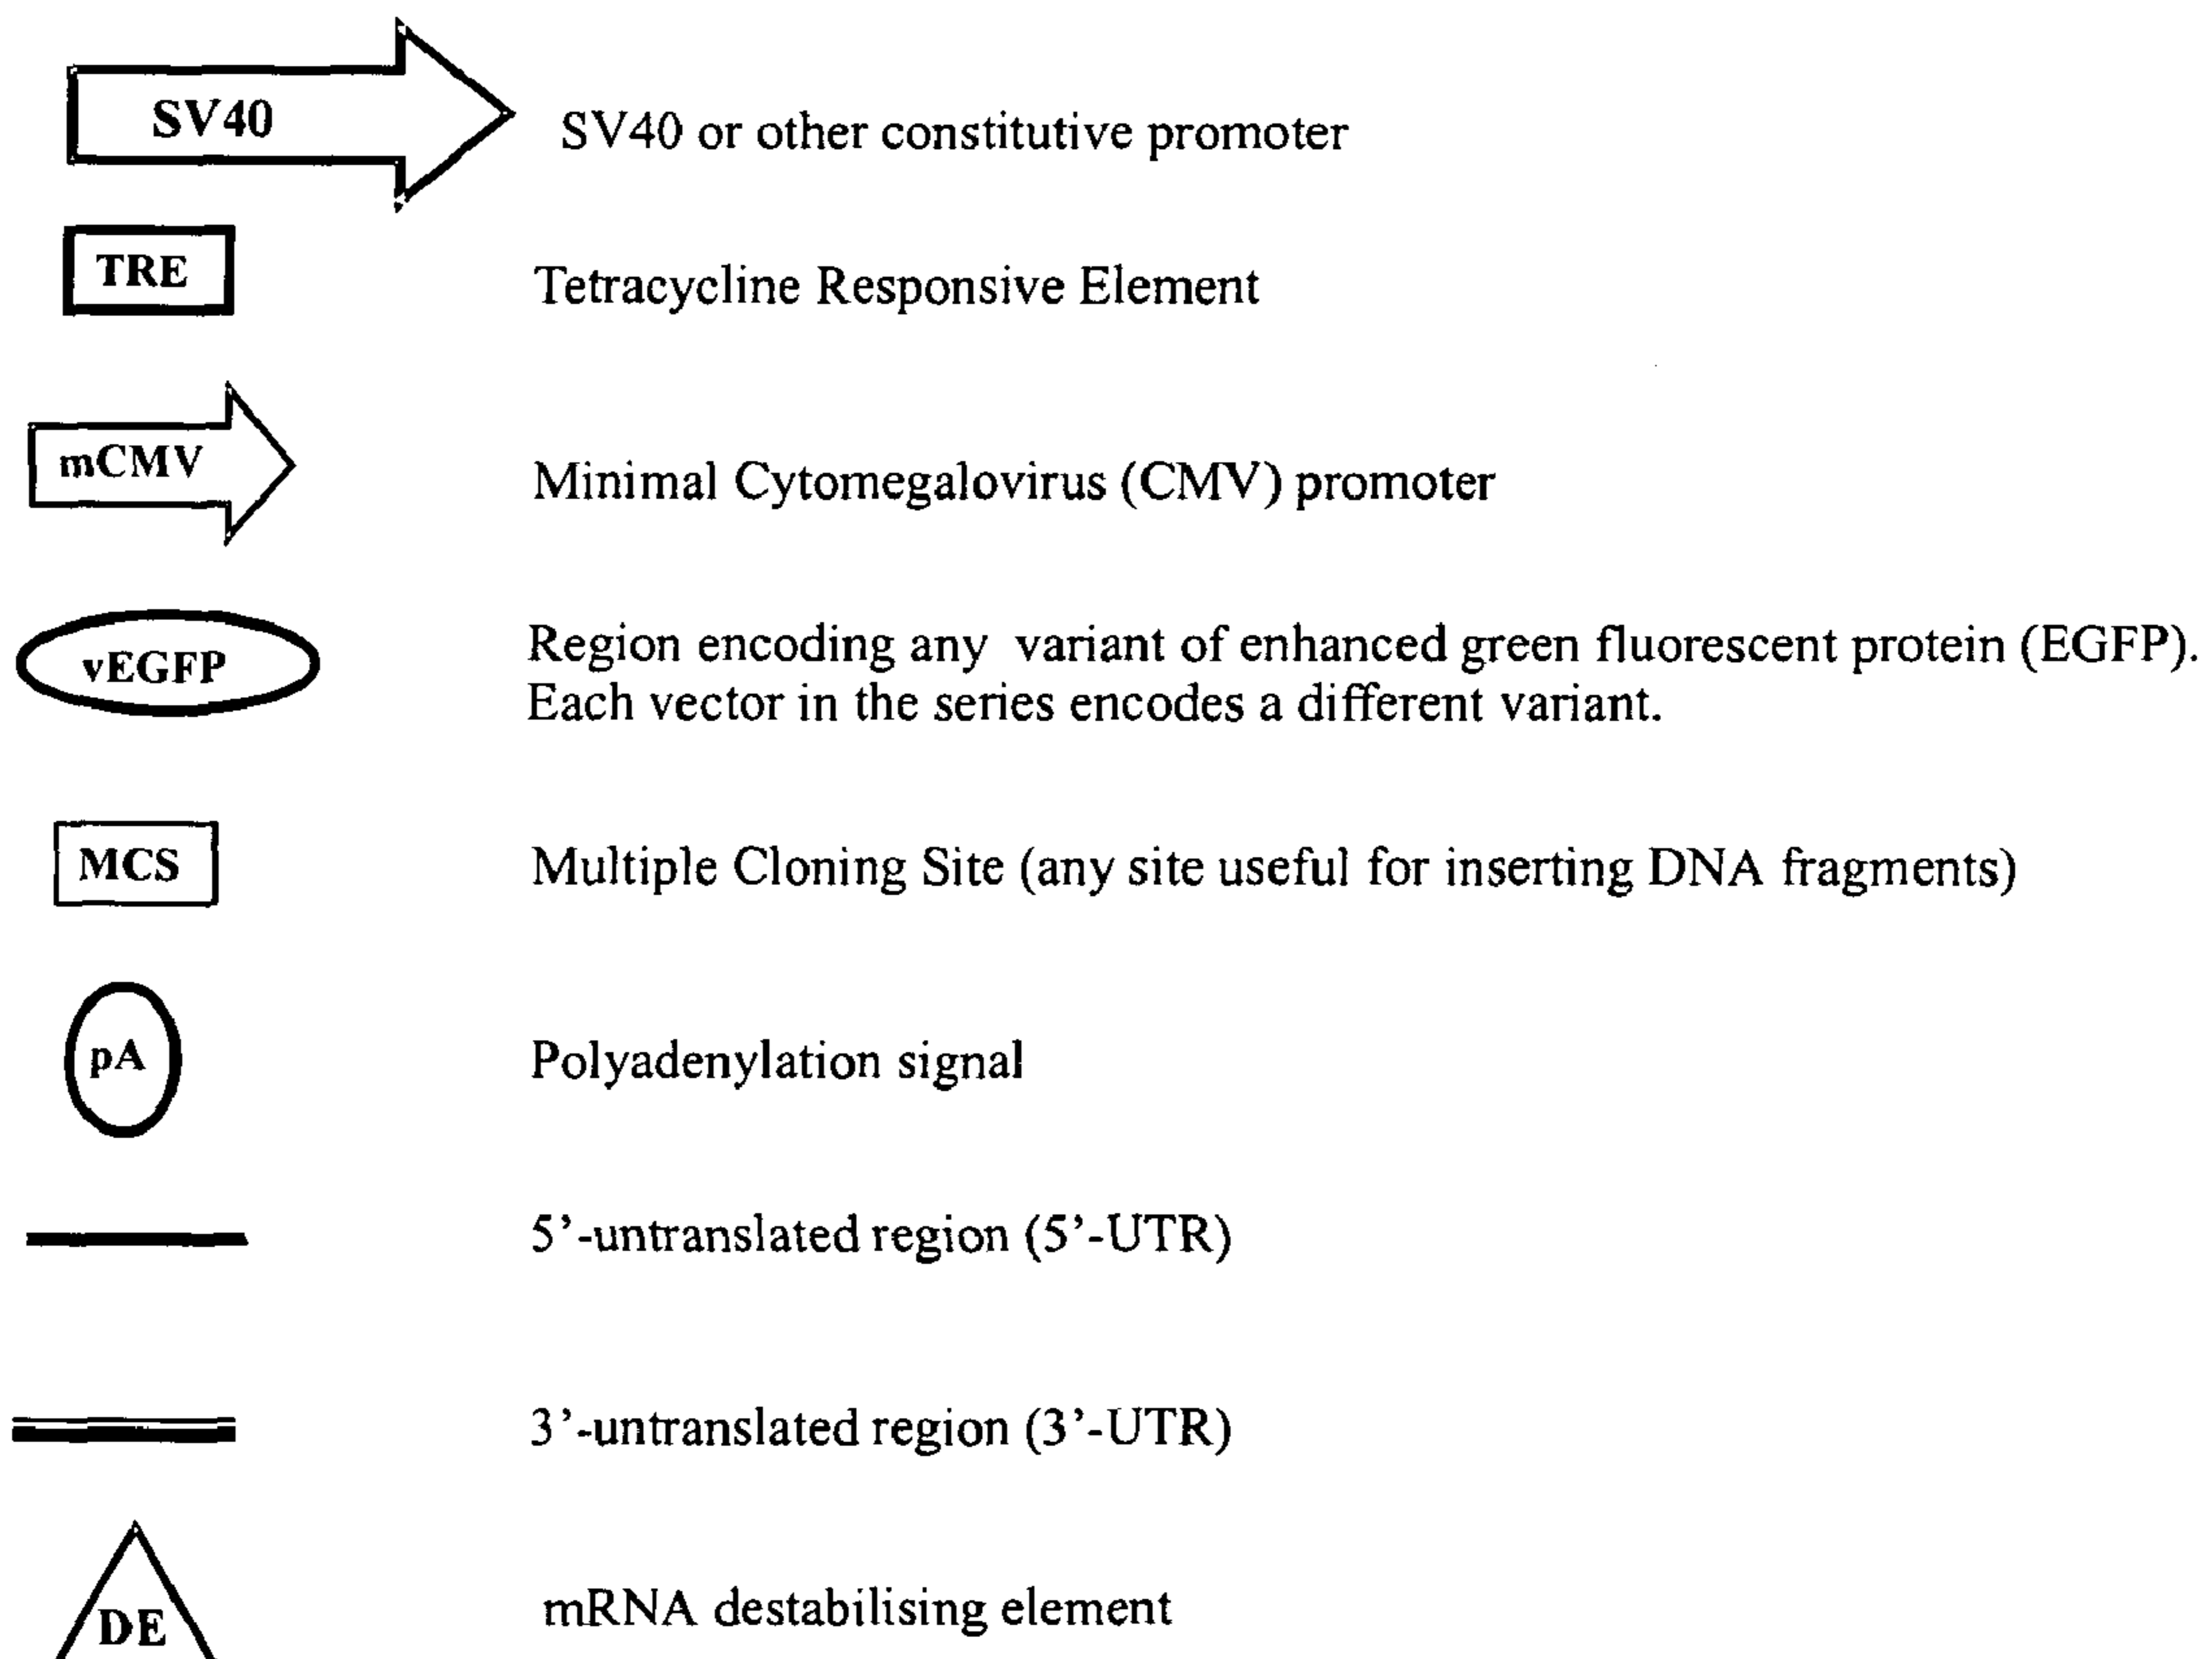 SV40 SV40 or other constitutive promoter
TRE Tetracycline Responsive Element
mCMV Minimal Cytomegalovirus (CMV) promoter
vEGFP Region encoding any variant of enhanced green fluorescent protein (EGFP).
Each vector in the series encodes a different variant.
MCS Multiple Cloning Site (any site useful for inserting DNA fragments)
pA Polyadenylation signal
5’-untranslated region (5’-UTR)
3’-untranslated region (3’-UTR)
DE mRNA destabilising element